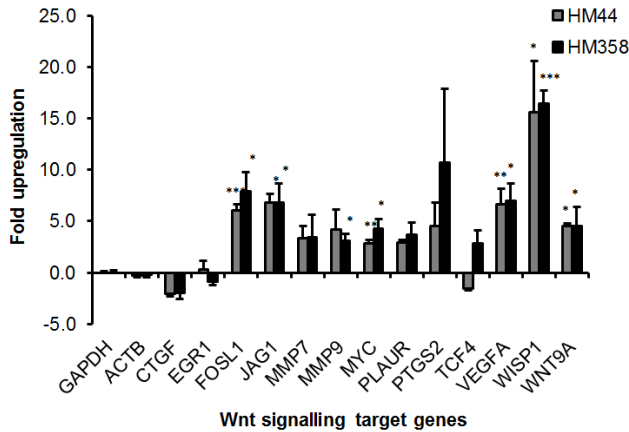 HM44
HM358
Fold upregulation
25.0
20.0
15.0
10.0
5.0
0.0
-5.0
*
***
*
***
*
*
*
*
**
*
**
*
*
*
GAPDH
ACTB
CTGF
EGR1
FOSL1
JAG1
MMP7
MMP9
MYC
PLAUR
PTGS2
TCF4
VEGFA
WISP1
WNT9A
Wnt signalling target genes